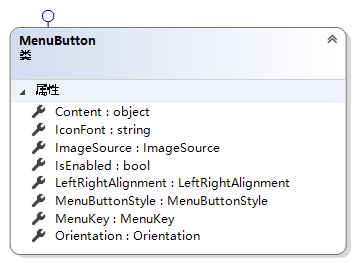 MenuButton
类
属性
Content : object
IconFont : string
ImageSource : ImageSource
IsEnabled : bool
LeftRightAlignment : LeftRightAlignment
MenuButtonStyle : MenuButtonStyle
MenuKey : MenuKey
Orientation : Orientation